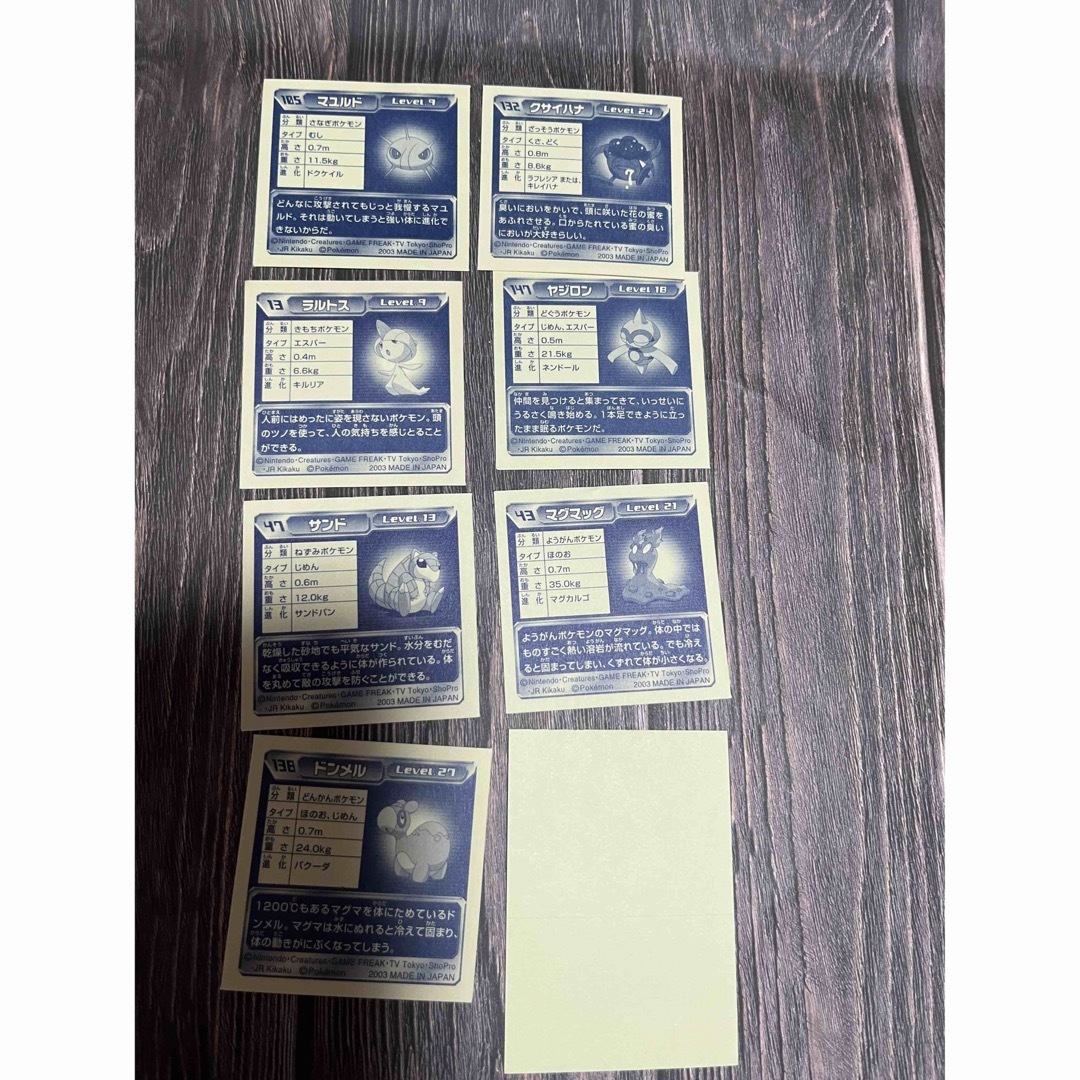 105 マユルド Level 9
分類 さなぎポケモン
タイプ むし
高さ 0.7m
重さ 11.5kg
進化 ドクケイル
どんなに攻撃されてもじっと我慢するマユ
ルド。それは動いてしまうと強い体に進化で
きないからだ。
©Nintendo・Creatures・GAME FREAK・TV Tokyo・ShoPro
・JR Kikaku ©Pokémon 2003 MADE IN JAPAN
132 クサイハナ Level 24
分類 ざっそうポケモン
タイプ くさ、どく
高さ 0.8m
重さ 8.6kg
進化 ラフレシア または、
キレイハナ
臭いにおいをかいで、頭に咲いた花の蜜を
あふれさせる。口からたれている蜜の臭い
においが大好きらしい。
©Nintendo・Creatures・GAME FREAK・TV Tokyo・ShoPro
・JR Kikaku ©Pokémon 2003 MADE IN JAPAN
13 ラルトス Level 9
分類 きもちポケモン
タイプ エスパー
高さ 0.4m
重さ 6.6kg
進化 キルリア
人前にはめったに姿を現さないポケモン。頭
のツノを使って、人の気持ちを感じとること
ができる。
©Nintendo・Creatures・GAME FREAK・TV Tokyo・ShoPro
・JR Kikaku ©Pokémon 2003 MADE IN JAPAN
147 ヤジロン Level 18
分類 どぐうポケモン
タイプ じめん、エスパー
高さ 0.5m
重さ 21.5kg
進化 ネンドール
仲間を見つけると集まってきて、いっせいに
うるさく鳴き始める。1本足できように立っ
たまま眠るポケモンだ。
©Nintendo・Creatures・GAME FREAK・TV Tokyo・ShoPro
・JR Kikaku ©Pokémon 2003 MADE IN JAPAN
47 サンド Level 13
分類 ねずみポケモン
タイプ じめん
高さ 0.6m
重さ 12.0kg
進化 サンドパン
乾燥した砂地でも平気なサンド。水分をむだ
なく吸収できるように体が作られている。体
を丸めて敵の攻撃を防ぐことができる。
©Nintendo・Creatures・GAME FREAK・TV Tokyo・ShoPro
・JR Kikaku ©Pokémon 2003 MADE IN JAPAN
43 マグマッグ Level 21
分類 ようがんポケモン
タイプ ほのお
高さ 0.7m
重さ 35.0kg
進化 マグカルゴ
ようがんポケモンのマグマッグ。体の中では
ものすごく熱い溶岩が流れている。でも冷え
ると固まってしまい、くずれて体が小さくなる。
©Nintendo・Creatures・GAME FREAK・TV Tokyo・ShoPro
・JR Kikaku ©Pokémon 2003 MADE IN JAPAN
138 ドンメル Level 27
分類 どんかんポケモン
タイプ ほのお、じめん
高さ 0.7m
重さ 24.0kg
進化 バクーダ
1200℃もあるマグマを体にためているド
ンメル。マグマは水にぬれると冷えて固まり、
体の動きがにぶくなってしまう。
©Nintendo・Creatures・GAME FREAK・TV Tokyo・ShoPro
・JR Kikaku ©Pokémon 2003 MADE IN JAPAN